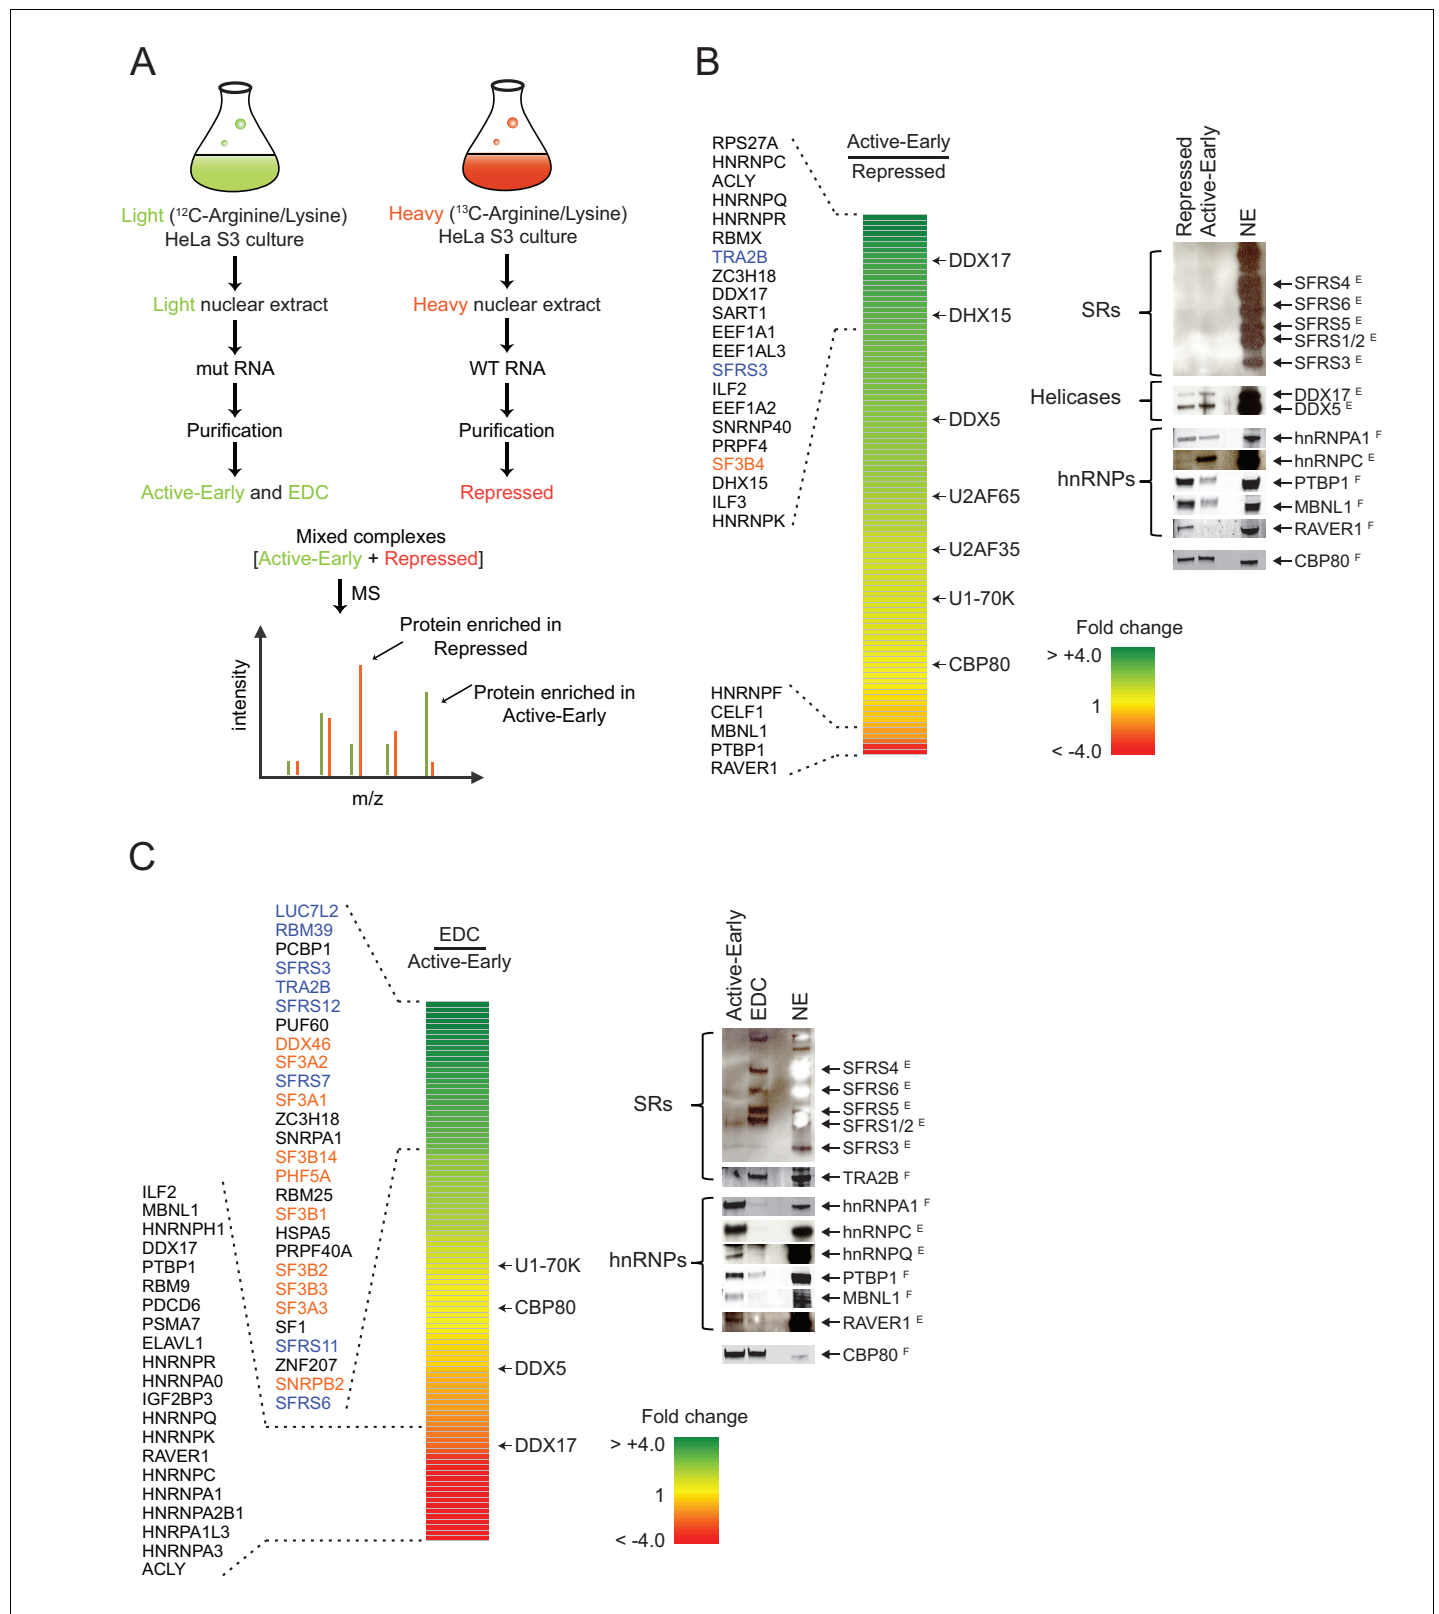 A
Light (¹²C-Arginine/Lysine)
HeLa S3 culture
Light nuclear extract
mut RNA
Purification
Active-Early and EDC
Heavy (¹³C-Arginine/Lysine)
HeLa S3 culture
Heavy nuclear extract
WT RNA
Purification
Repressed
Mixed complexes
[Active-Early + Repressed]
MS
Protein enriched in
Repressed
Protein enriched in
Active-Early
intensity
m/z
B
RPS27A
HNRNPC
ACLY
HNRNPQ
HNRNPR
RBMX
TRA2B
ZC3H18
DDX17
SART1
EEF1A1
EEF1AL3
SFRS3
ILF2
EEF1A2
SNRNP40
PRPF4
SF3B4
DHX15
ILF3
HNRNPK
HNRNPF
CELF1
MBNL1
PTBP1
RAVER1
Active-Early
Repressed
DDX17
DHX15
DDX5
U2AF65
U2AF35
U1-70K
CBP80
Repressed
Active-Early
NE
SRs
SFRS4 E
SFRS6 E
SFRS5 E
SFRS1/2 E
SFRS3 E
Helicases
DDX17 E
DDX5 E
hnRNPs
hnRNPA1 F
hnRNPC E
PTBP1 F
MBNL1 F
RAVER1 F
CBP80 F
Fold change
> +4.0
1
< -4.0
C
LUC7L2
RBM39
PCBP1
SFRS3
TRA2B
SFRS12
PUF60
DDX46
SF3A2
SFRS7
SF3A1
ZC3H18
SNRPA1
SF3B14
PHF5A
RBM25
SF3B1
HSPA5
PRPF40A
SF3B2
SF3B3
SF3A3
SF1
SFRS11
ZNF207
SNRPB2
SFRS6
ILF2
MBNL1
HNRNPH1
DDX17
PTBP1
RBM9
PDCD6
PSMA7
ELAVL1
HNRNPR
HNRNPA0
IGF2BP3
HNRNPQ
HNRNPK
RAVER1
HNRNPC
HNRNPA1
HNRNPA2B1
HNRPA1L3
HNRNPA3
ACLY
EDC
Active-Early
U1-70K
CBP80
DDX5
DDX17
Active-Early
EDC
NE
SRs
SFRS4 E
SFRS6 E
SFRS5 E
SFRS1/2 E
SFRS3 E
TRA2B F
hnRNPs
hnRNPA1 F
hnRNPC E
hnRNPQ E
PTBP1 F
MBNL1 F
RAVER1 E
CBP80 F
Fold change
> +4.0
1
< -4.0